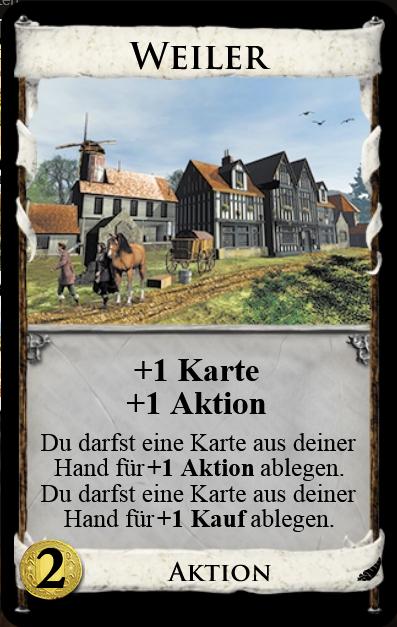 WEILER
+1 Karte
+1 Aktion
Du darfst eine Karte aus deiner
Hand für +1 Aktion ablegen.
Du darfst eine Karte aus deiner
Hand für +1 Kauf ablegen.
2
AKTION